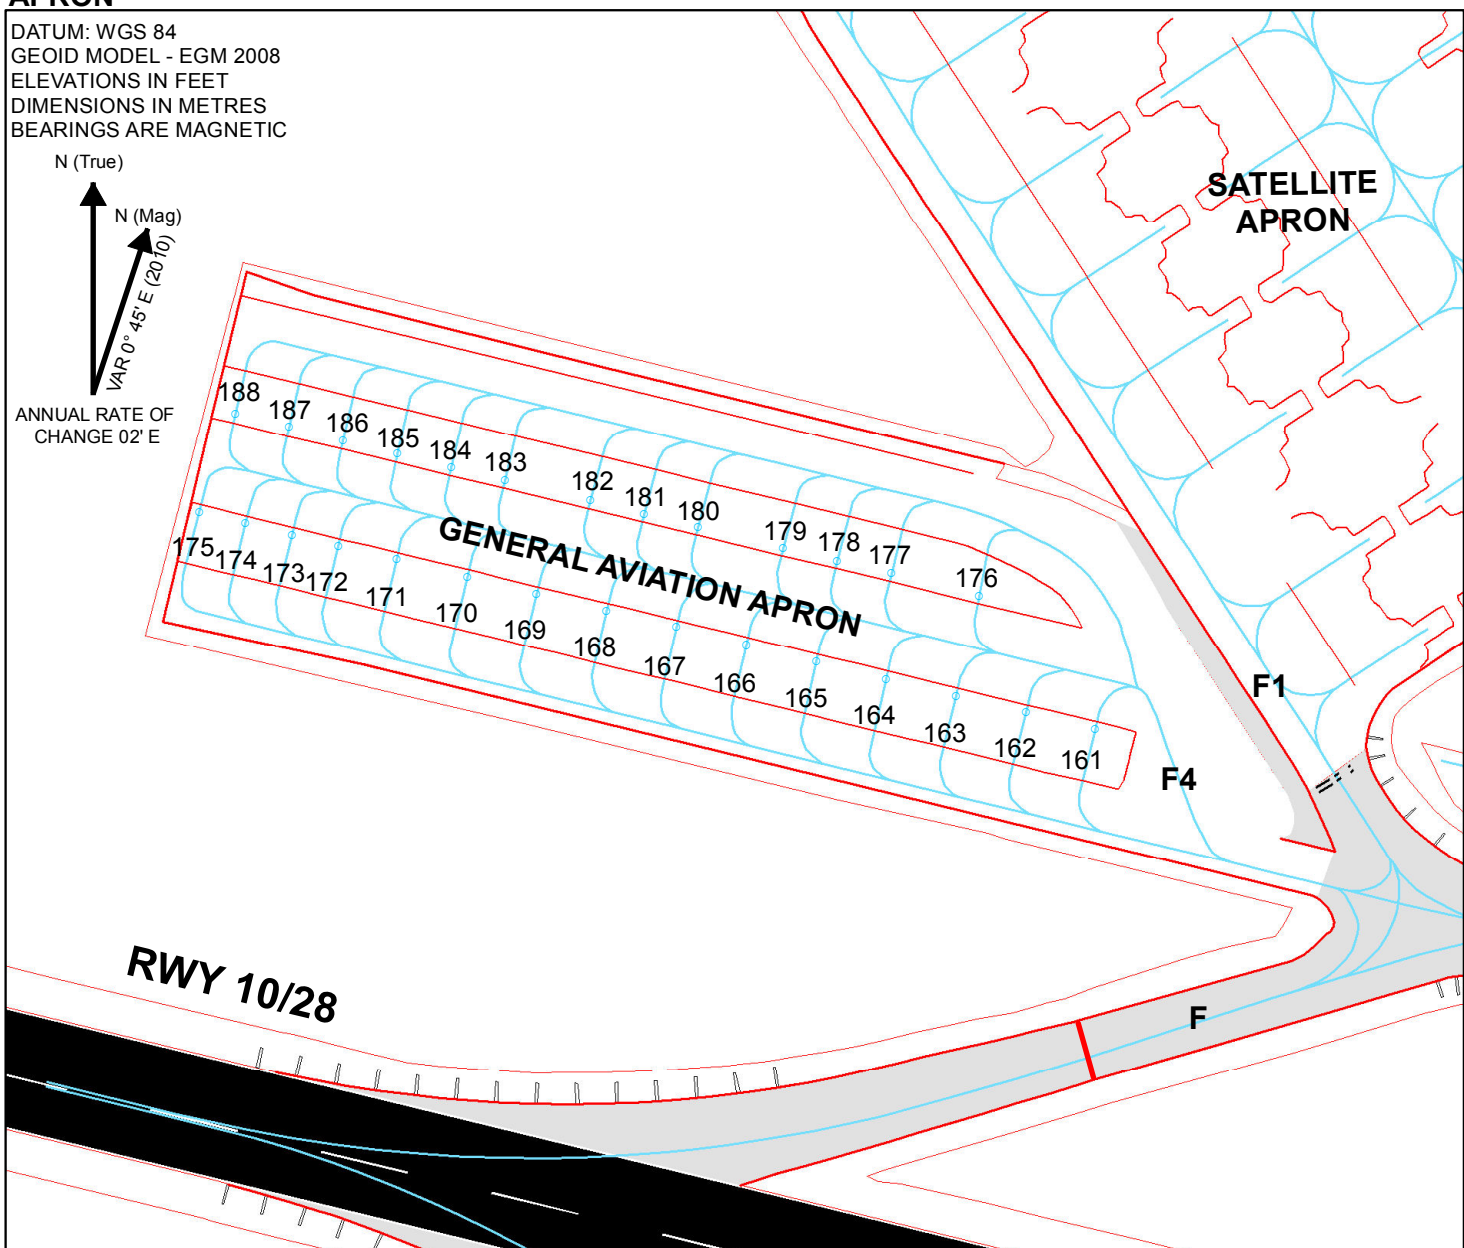 APRON
DATUM: WGS 84
GEOID MODEL - EGM 2008
ELEVATIONS IN FEET
DIMENSIONS IN METRES
BEARINGS ARE MAGNETIC
N (True)
N (Mag)
VAR 0° 45' E (2010)
ANNUAL RATE OF
CHANGE 02' E
SATELLITE
APRON
188
187
186
185
184
183
182
181
180
179
178
177
176
GENERAL AVIATION APRON
175
174
173
172
171
170
169
168
167
166
165
164
163
162
161
F1
F4
RWY 10/28
F